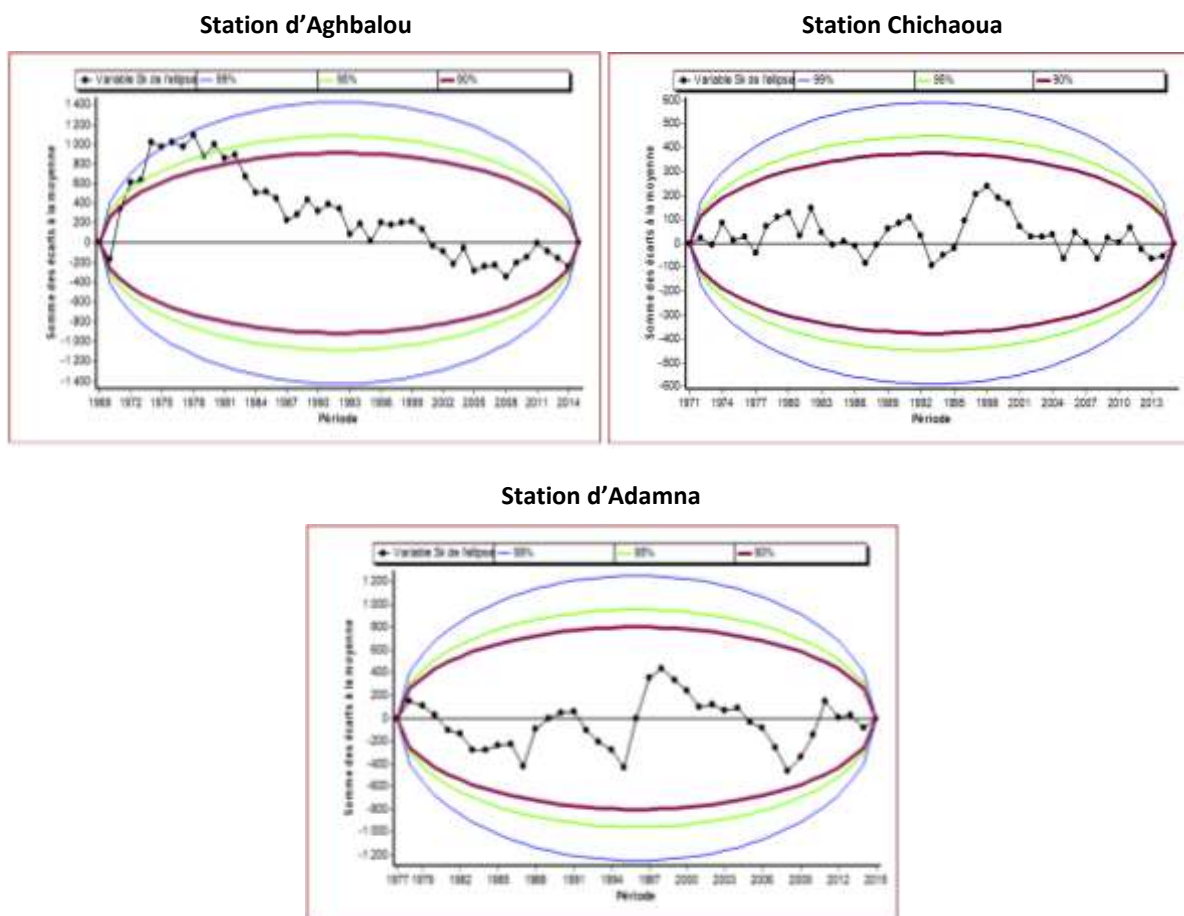 Station d'Aghbalou
Variable Sk de l'ellipse 99% 95% 90%
Somme des écarts à la moyenne
1 400
1 200
1 000
800
600
400
200
0
-200
-400
-600
-800
-1 000
-1 200
-1 400
1969 1972 1975 1978 1981 1984 1987 1990 1993 1996 1999 2002 2005 2008 2011 2014
Période
Station Chichaoua
Variable Sk de l'ellipse 99% 95% 90%
Somme des écarts à la moyenne
600
500
400
300
200
100
0
-100
-200
-300
-400
-500
-600
1971 1974 1977 1980 1983 1986 1989 1992 1995 1998 2001 2004 2007 2010 2013
Période
Station d'Adamna
Variable Sk de l'ellipse 99% 95% 90%
Somme des écarts à la moyenne
1 200
1 000
800
600
400
200
0
-200
-400
-600
-800
-1 000
-1 200
1977 1979 1982 1985 1988 1991 1994 1997 2000 2003 2006 2009 2012 2015
Période